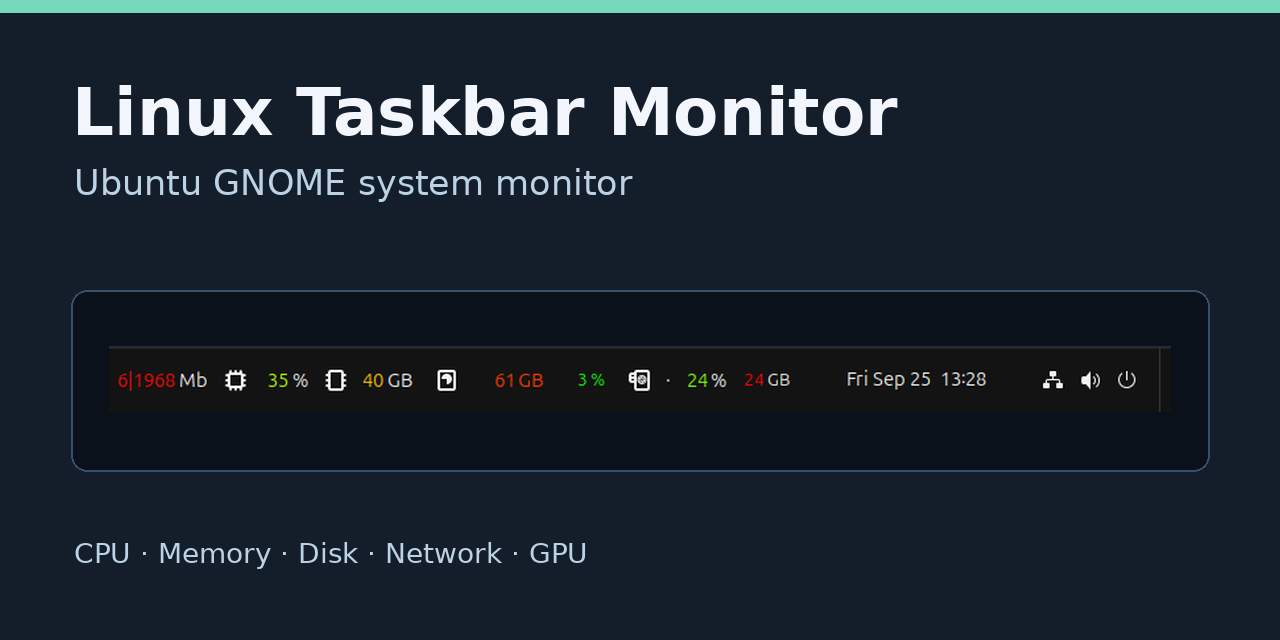 Linux Taskbar Monitor
Ubuntu GNOME system monitor
6|1968 Mb 35 % 40 GB 61 GB 3 % · 24 % 24 GB Fri Sep 25 13:28
CPU · Memory · Disk · Network · GPU